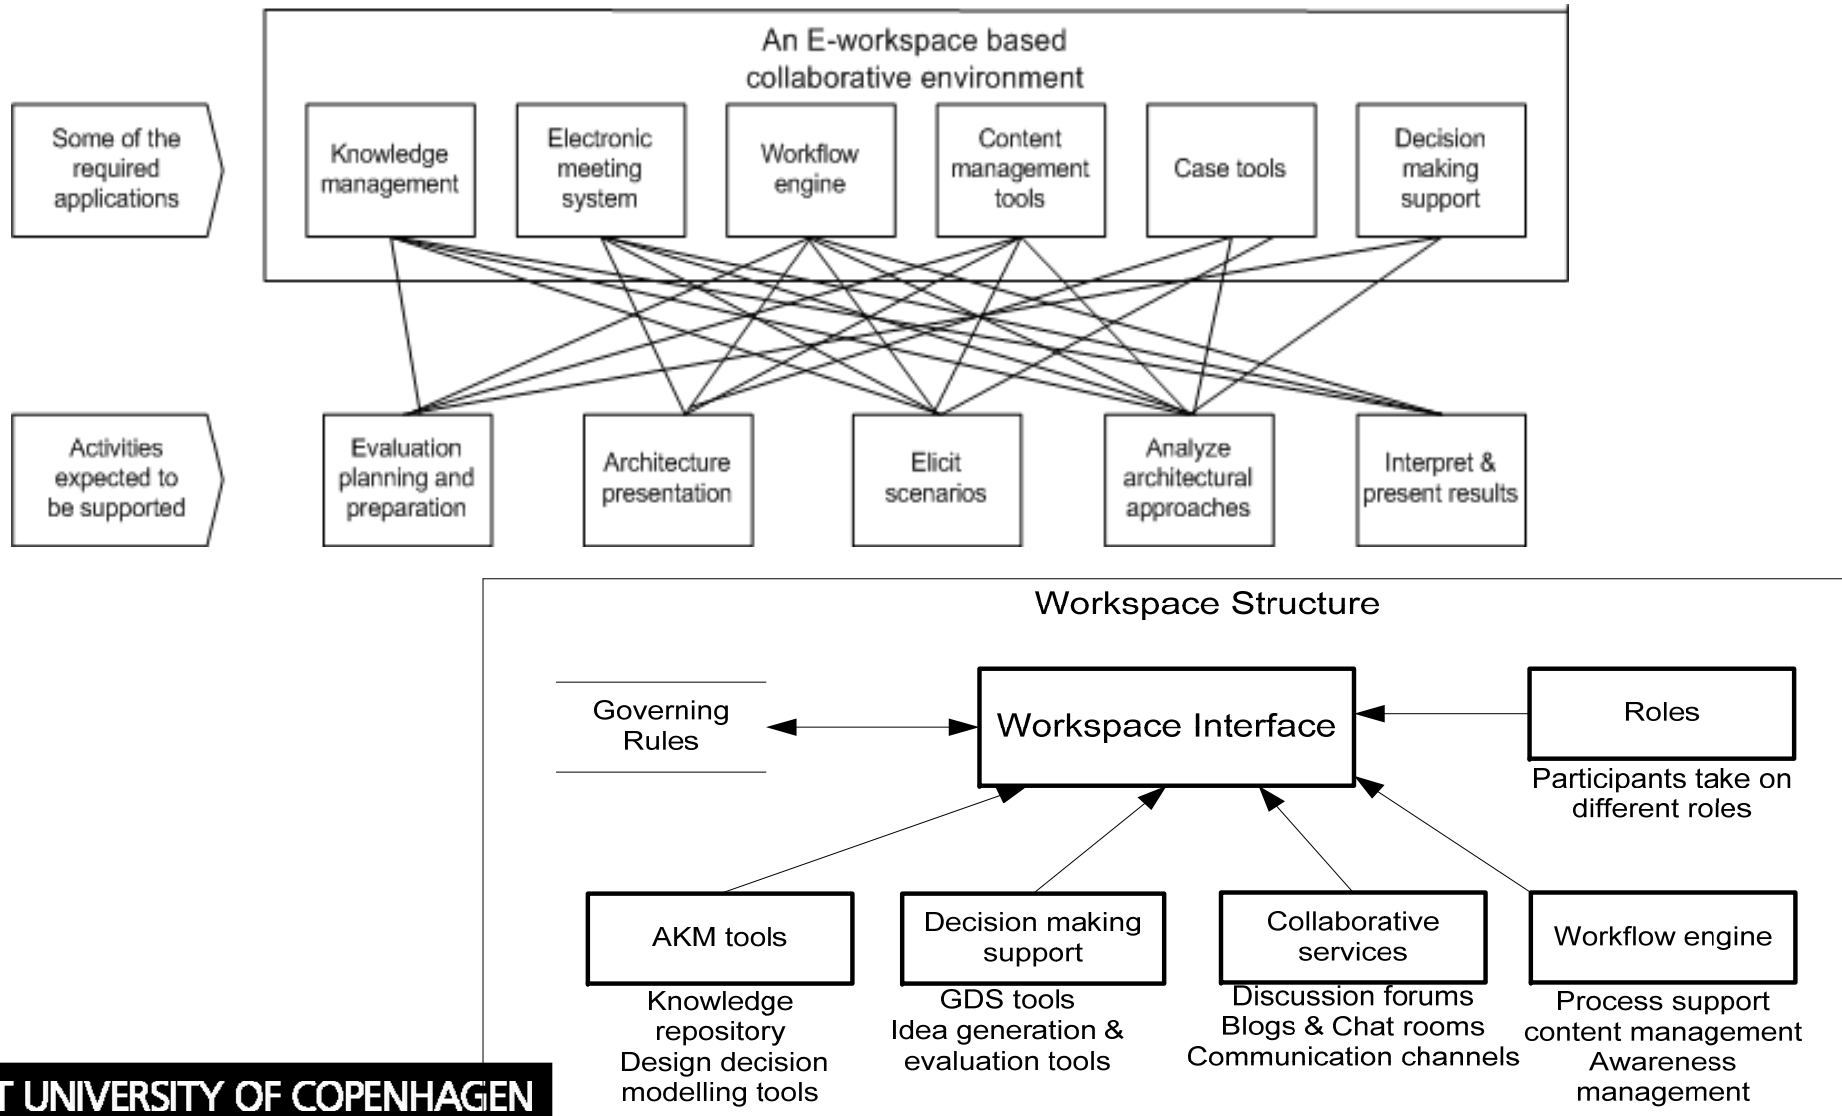 An E-workspace based
collaborative environment
Some of the
required
applications
Knowledge
management
Electronic
meeting
system
Workflow
engine
Content
management
tools
Case tools
Decision
making
support
Activities
expected to
be supported
Evaluation
planning and
preparation
Architecture
presentation
Elicit
scenarios
Analyze
architectural
approaches
Interpret &
present results
Workspace Structure
Governing
Rules
Workspace Interface
Roles
Participants take on
different roles
AKM tools
Knowledge
repository
Design decision
modelling tools
Decision making
support
GDS tools
Idea generation &
evaluation tools
Collaborative
services
Discussion forums
Blogs & Chat rooms
Communication channels
Workflow engine
Process support
content management
Awareness
management
T UNIVERSITY OF COPENHAGEN